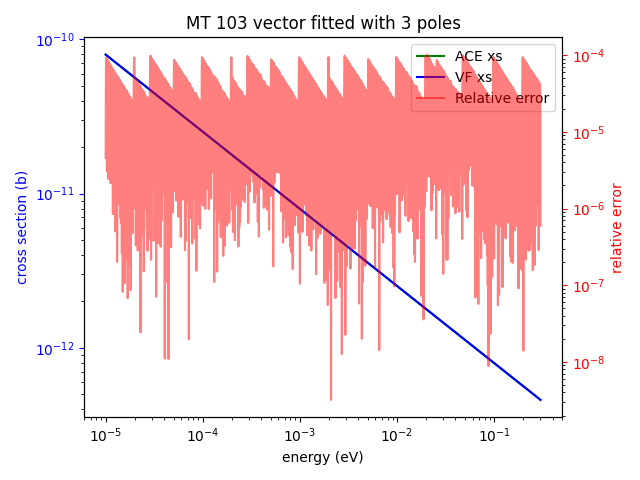 MT 103 vector fitted with 3 poles
ACE xs
VF xs
Relative error
cross section (b)
10⁻¹⁰
10⁻¹¹
10⁻¹²
10⁻⁴
10⁻⁵
10⁻⁶
10⁻⁷
10⁻⁸
relative error
10⁻⁵
10⁻⁴
10⁻³
10⁻²
10⁻¹
energy (eV)